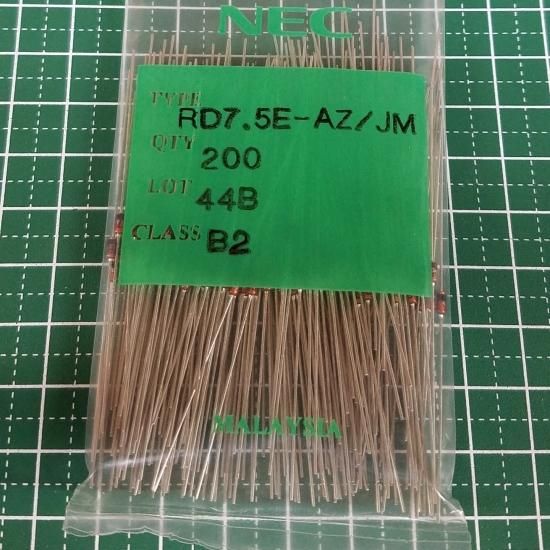 NEC
TYPE RD7.5E-AZ/JM
QTY 200
LOT 44B
CLASS B2
MALAYSIA